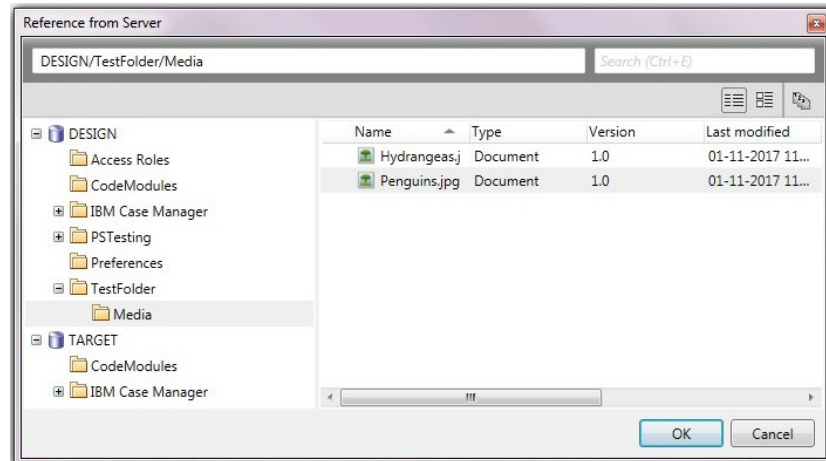 Reference from Server
DESIGN/TestFolder/Media
Search (Ctrl+E)
DESIGN
Access Roles
CodeModules
IBM Case Manager
PSTesting
Preferences
TestFolder
Media
TARGET
CodeModules
IBM Case Manager
Name Type Version Last modified
Hydrangeas.j Document 1.0 01-11-2017 11...
Penguins.jpg Document 1.0 01-11-2017 11...
OK Cancel